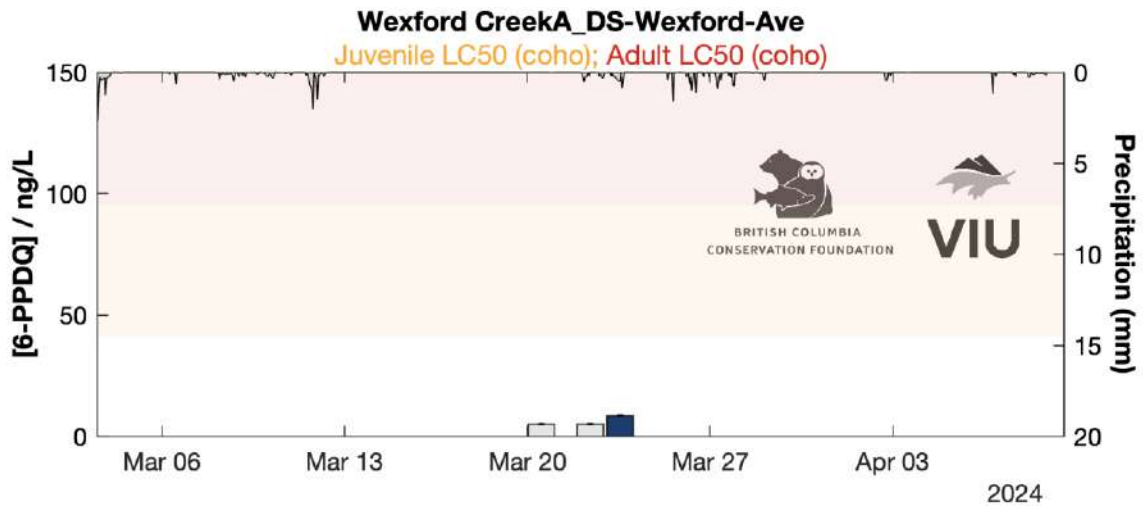 Wexford CreekA_DS-Wexford-Ave
Juvenile LC50 (coho); Adult LC50 (coho)
[6-PPDQ] / ng/L
150
100
50
0
Mar 06
Mar 13
Mar 20
Mar 27
Apr 03
2024
0
5
10
15
20
Precipitation (mm)
BRITISH COLUMBIA
CONSERVATION FOUNDATION
VIU